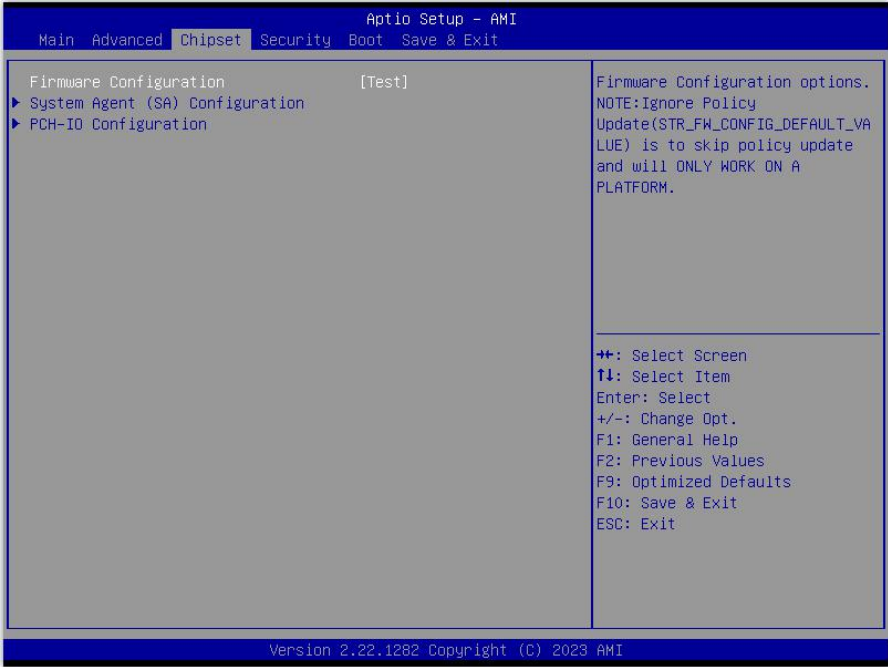 Aptio Setup – AMI
Main Advanced Chipset Security Boot Save & Exit
Firmware Configuration [Test]
System Agent (SA) Configuration
PCH-IO Configuration
Firmware Configuration options.
NOTE:Ignore Policy
Update(STR_FW_CONFIG_DEFAULT_VA
LUE) is to skip policy update
and will ONLY WORK ON A
PLATFORM.
→←: Select Screen
↑↓: Select Item
Enter: Select
+/-: Change Opt.
F1: General Help
F2: Previous Values
F9: Optimized Defaults
F10: Save & Exit
ESC: Exit
Version 2.22.1282 Copyright (C) 2023 AMI